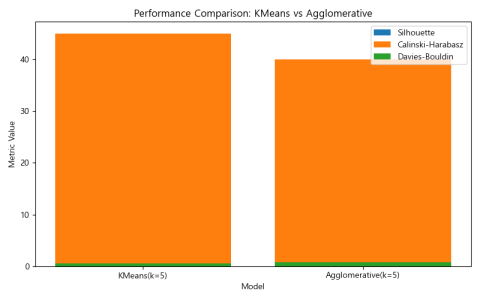 Performance Comparison: KMeans vs Agglomerative
Silhouette
Calinski-Harabasz
Davies-Bouldin
40
30
20
10
0
Metric Value
KMeans(k=5)
Agglomerative(k=5)
Model